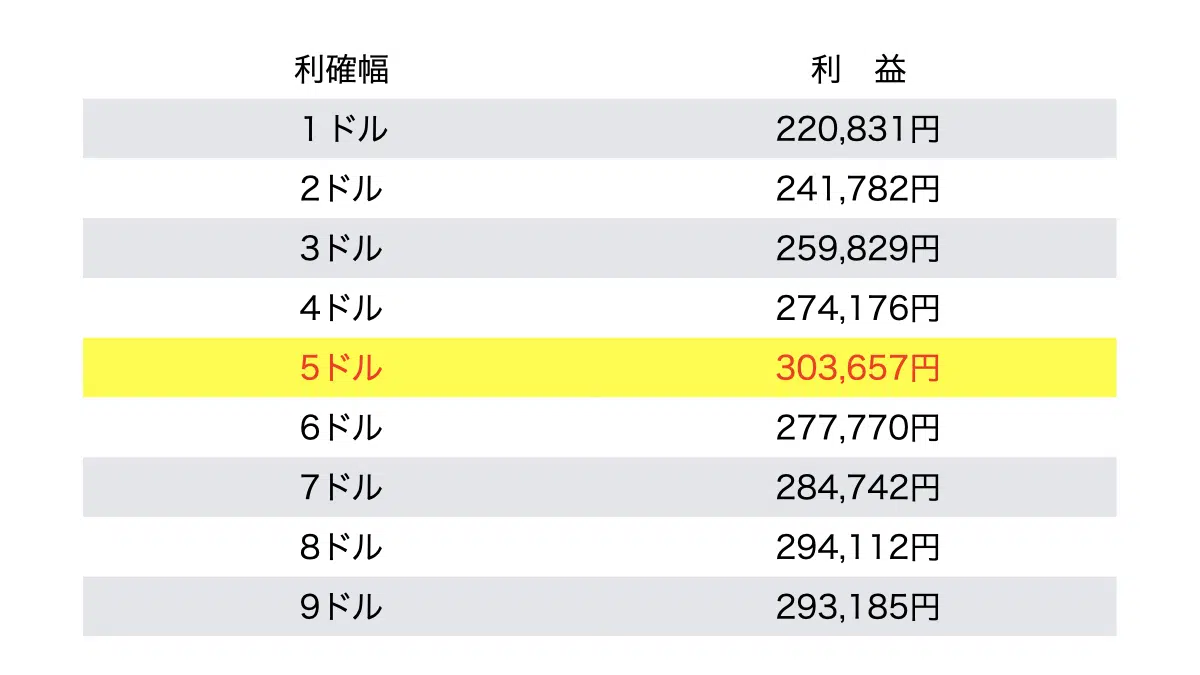 利確幅 利　益
1ドル 220,831円
2ドル 241,782円
3ドル 259,829円
4ドル 274,176円
5ドル 303,657円
6ドル 277,770円
7ドル 284,742円
8ドル 294,112円
9ドル 293,185円